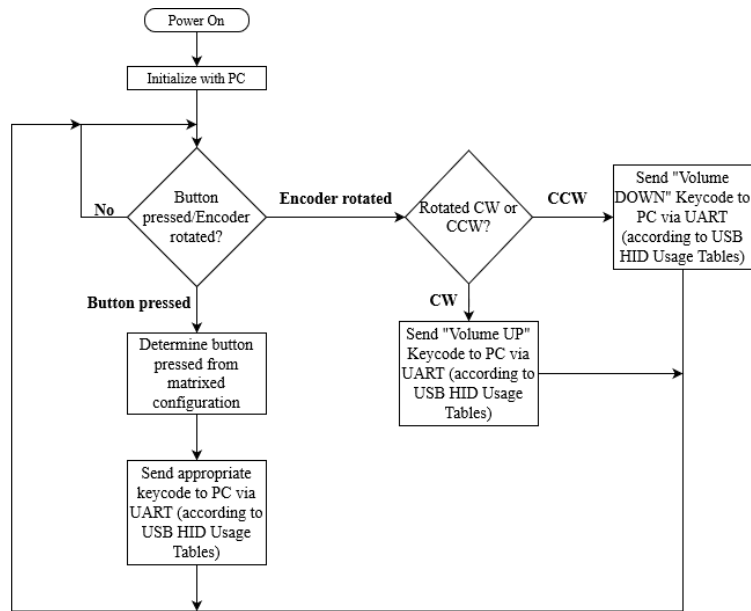 Power On
Initialize with PC
Button
pressed/Encoder
rotated?
No
Encoder rotated
Rotated CW or
CCW?
CCW
Send "Volume
DOWN" Keycode to
PC via UART
(according to USB
HID Usage Tables)
CW
Send "Volume UP"
Keycode to PC via
UART (according to
USB HID Usage
Tables)
Button pressed
Determine button
pressed from
matrixed
configuration
Send appropriate
keycode to PC via
UART (according to
USB HID Usage
Tables)